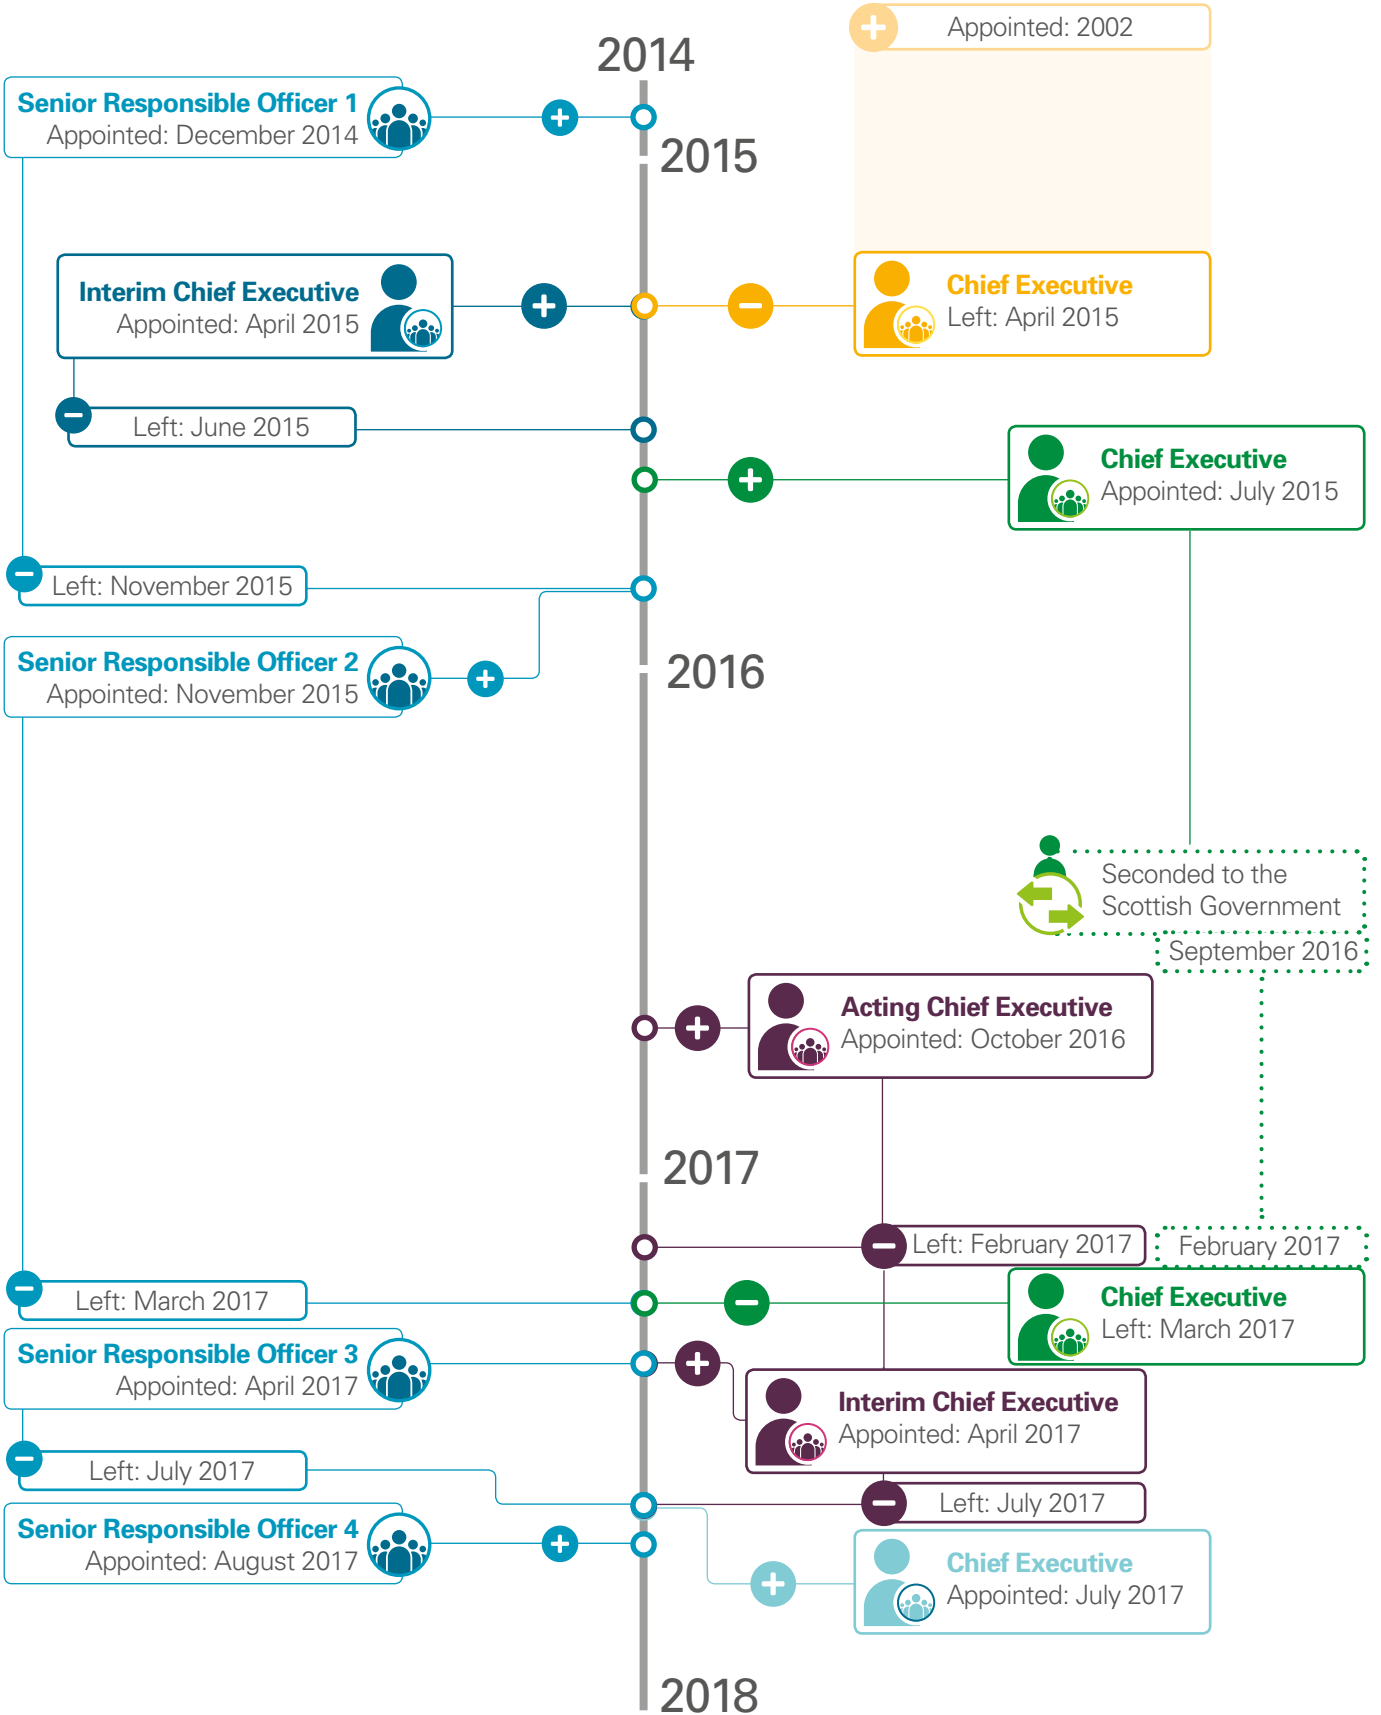 Appointed: 2002
2014
Senior Responsible Officer 1
Appointed: December 2014
2015
Interim Chief Executive
Appointed: April 2015
Chief Executive
Left: April 2015
Left: June 2015
Chief Executive
Appointed: July 2015
Left: November 2015
Senior Responsible Officer 2
Appointed: November 2015
2016
Seconded to the
Scottish Government
September 2016
Acting Chief Executive
Appointed: October 2016
2017
Left: February 2017
February 2017
Left: March 2017
Chief Executive
Left: March 2017
Senior Responsible Officer 3
Appointed: April 2017
Interim Chief Executive
Appointed: April 2017
Left: July 2017
Left: July 2017
Senior Responsible Officer 4
Appointed: August 2017
Chief Executive
Appointed: July 2017
2018